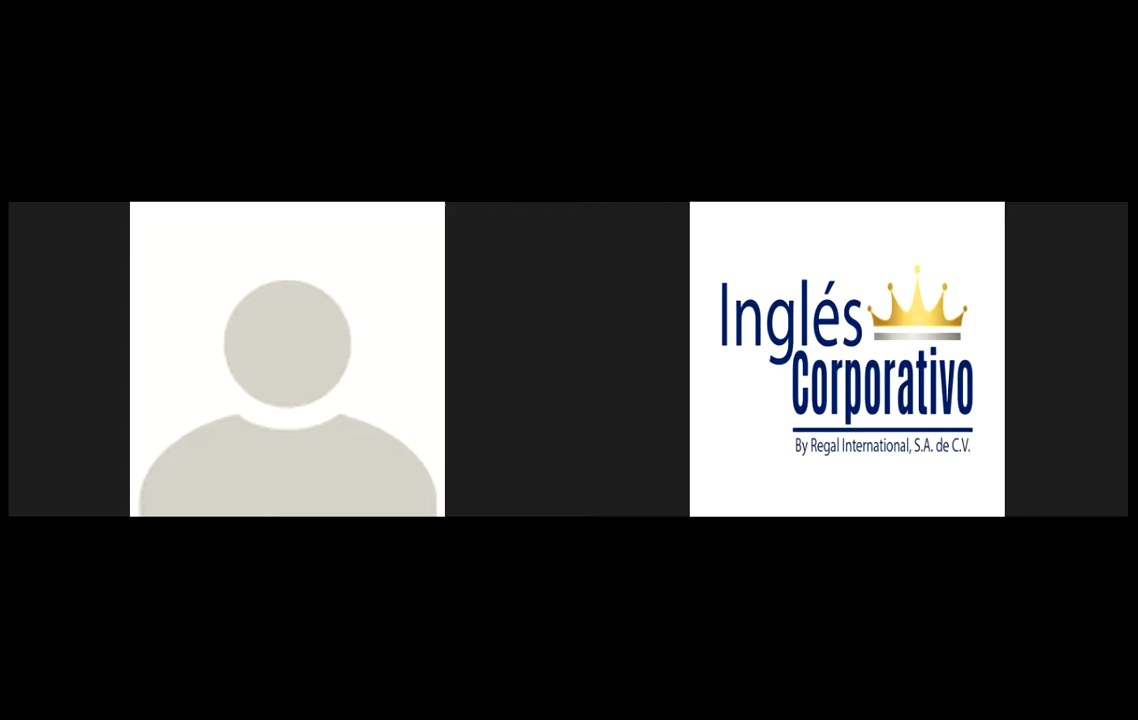 Inglés
Corporativo
By Regal International, S.A. de C.V.